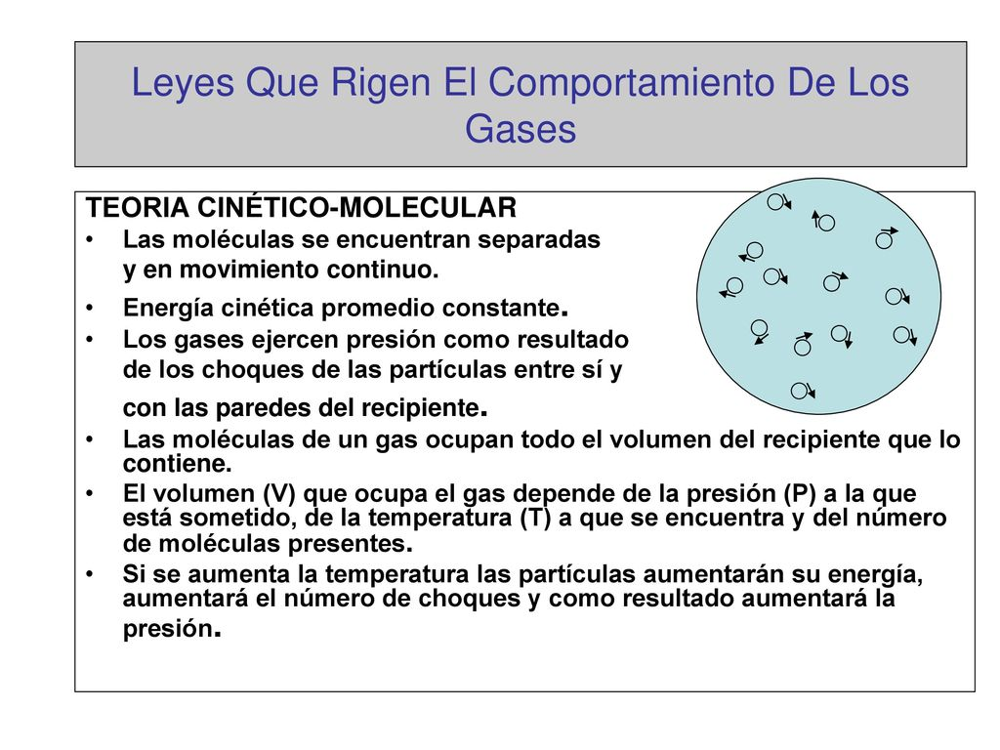 Leyes Que Rigen El Comportamiento De Los
Gases
TEORIA CINÉTICO-MOLECULAR
• Las moléculas se encuentran separadas
y en movimiento continuo.
• Energía cinética promedio constante.
• Los gases ejercen presión como resultado
de los choques de las partículas entre sí y
con las paredes del recipiente.
• Las moléculas de un gas ocupan todo el volumen del recipiente que lo
contiene.
• El volumen (V) que ocupa el gas depende de la presión (P) a la que
está sometido, de la temperatura (T) a que se encuentra y del número
de moléculas presentes.
• Si se aumenta la temperatura las partículas aumentarán su energía,
aumentará el número de choques y como resultado aumentará la
presión.